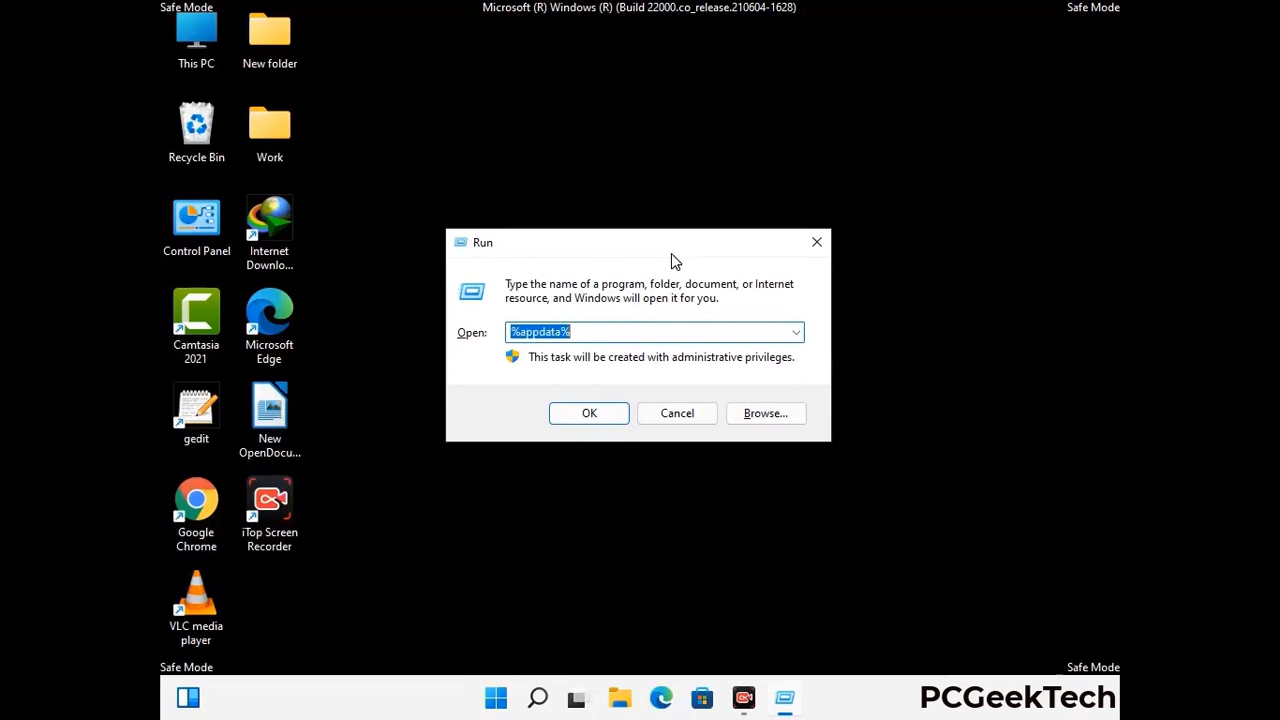 Safe Mode
Microsoft (R) Windows (R) (Build 22000.co_release.210604-1628)
Safe Mode
This PC
New folder
Recycle Bin
Work
Control Panel
Internet
Downlo...
Camtasia
2021
Microsoft
Edge
gedit
New
OpenDocu...
Google
Chrome
iTop Screen
Recorder
VLC media
player
Run
Type the name of a program, folder, document, or Internet
resource, and Windows will open it for you.
Open:
%appdata%
This task will be created with administrative privileges.
OK
Cancel
Browse...
Safe Mode
Safe Mode
PCGeekTech